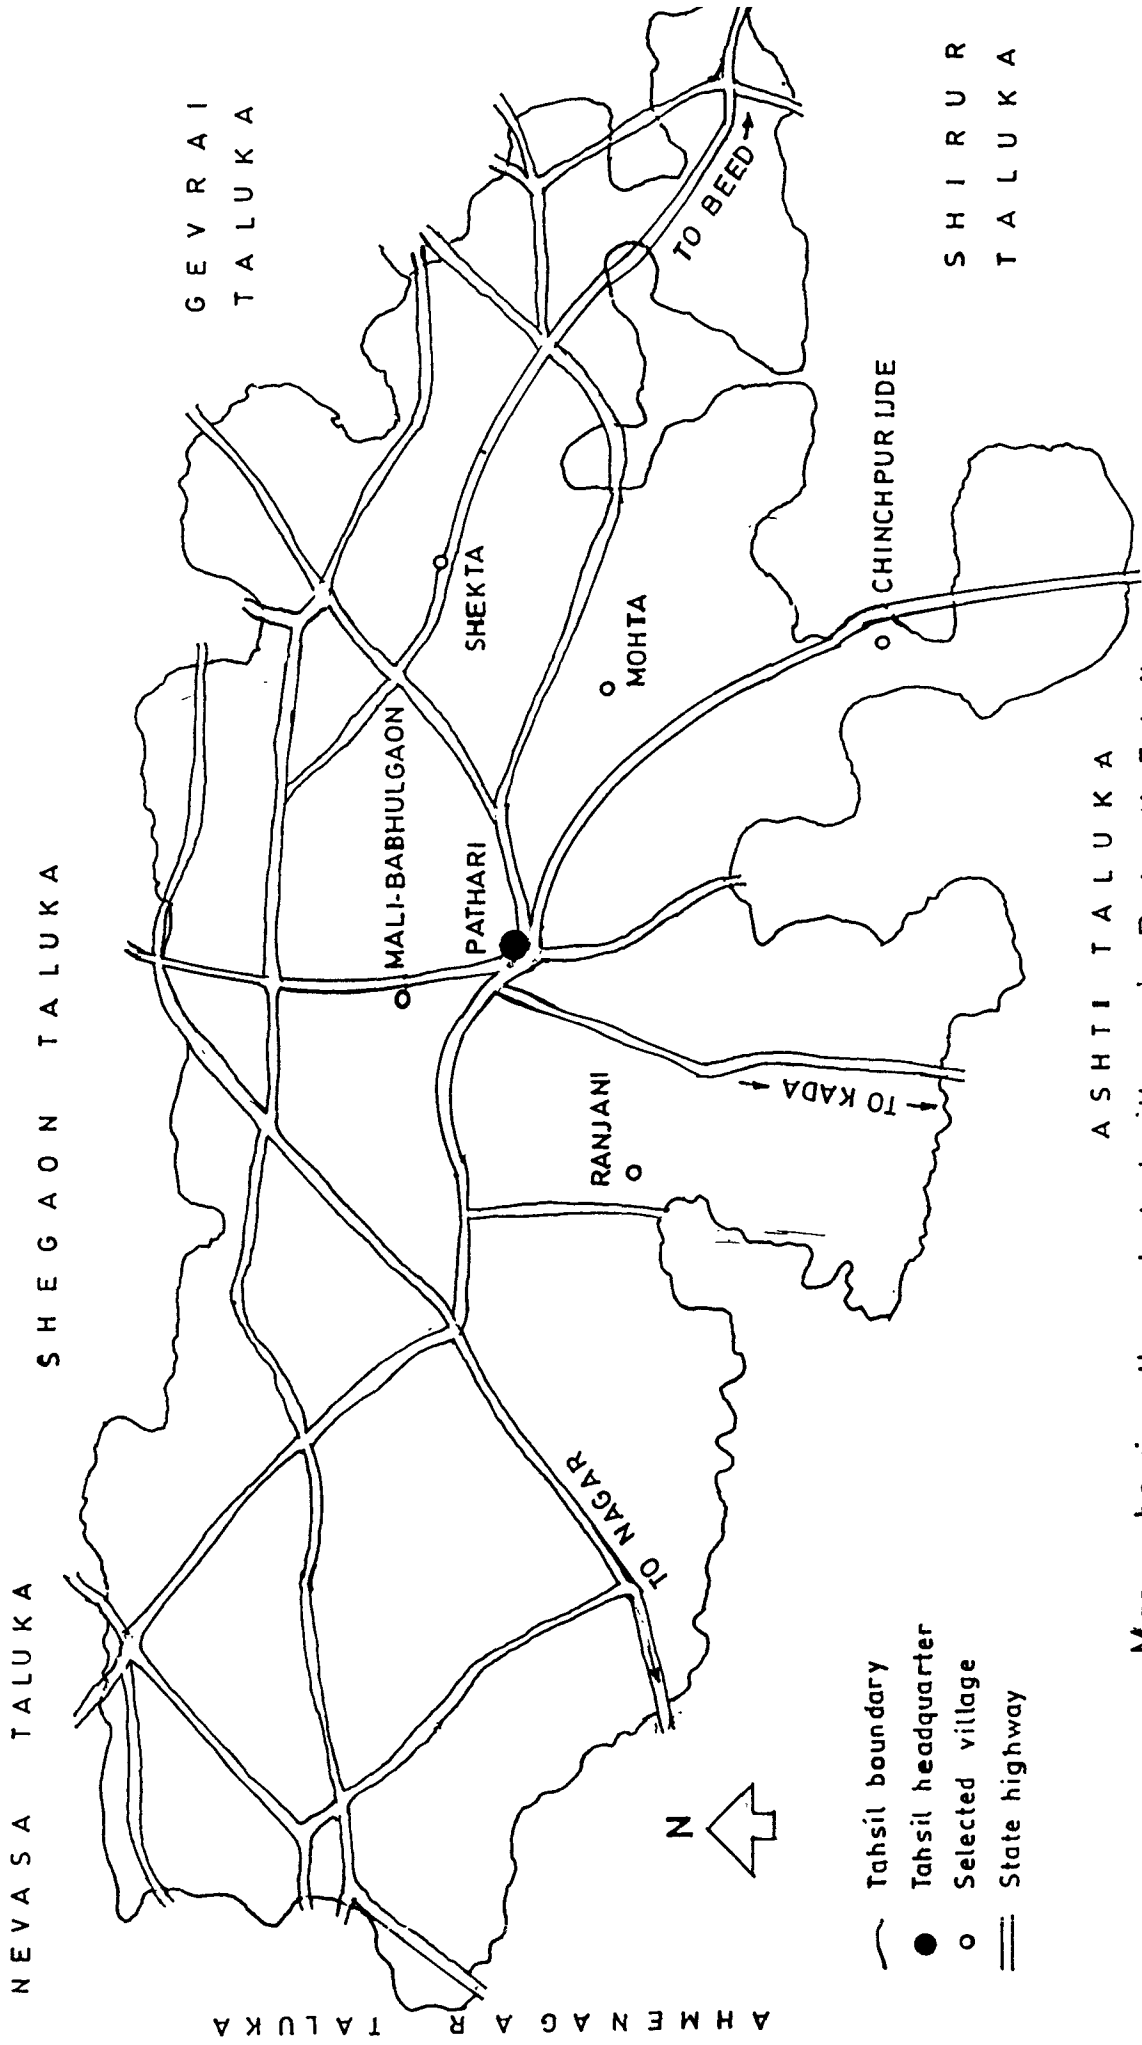 NEVASA TALUKA
SHEGAON TALUKA
GEVRAI
TALUKA
AHMENAGAR TALUKA
MALI-BABHULGAON
PATHARI
SHEKTA
MOHTA
RANJANI
CHINCHPUR IJDE
TO BEED
TO NAGAR
TO KADA
SHIRUR
TALUKA
ASHTI TALUKA
N
Tahsil boundary
Tahsil headquarter
Selected village
State highway